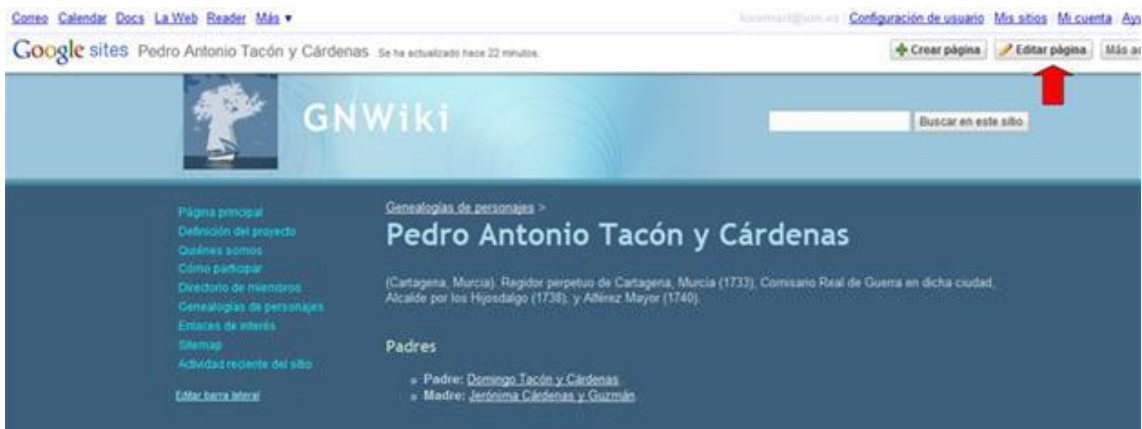 Correo Calendar Docs La Web Reader Más ▼ Configuración de usuario Mis sitios Mi cuenta Ayu
Google sites Pedro Antonio Tacón y Cárdenas Se ha actualizado hace 22 minutos. Crear página Editar página Más ac
GNWiki
Buscar en este sitio
Página principal
Definición del proyecto
Quiénes somos
Cómo participar
Directorio de miembros
Genealogías de personajes
Enlaces de interés
Sitemap
Actividad reciente del sitio
Editar barra lateral
Genealogías de personajes >
Pedro Antonio Tacón y Cárdenas
(Cartagena, Murcia). Regidor perpetuo de Cartagena, Murcia (1733), Comisario Real de Guerra en dicha ciudad,
Alcalde por los Hijosdalgo (1738), y Alférez Mayor (1740).
Padres
Padre: Domingo Tacón y Cárdenas
Madre: Jerónima Cárdenas y Guzmán.